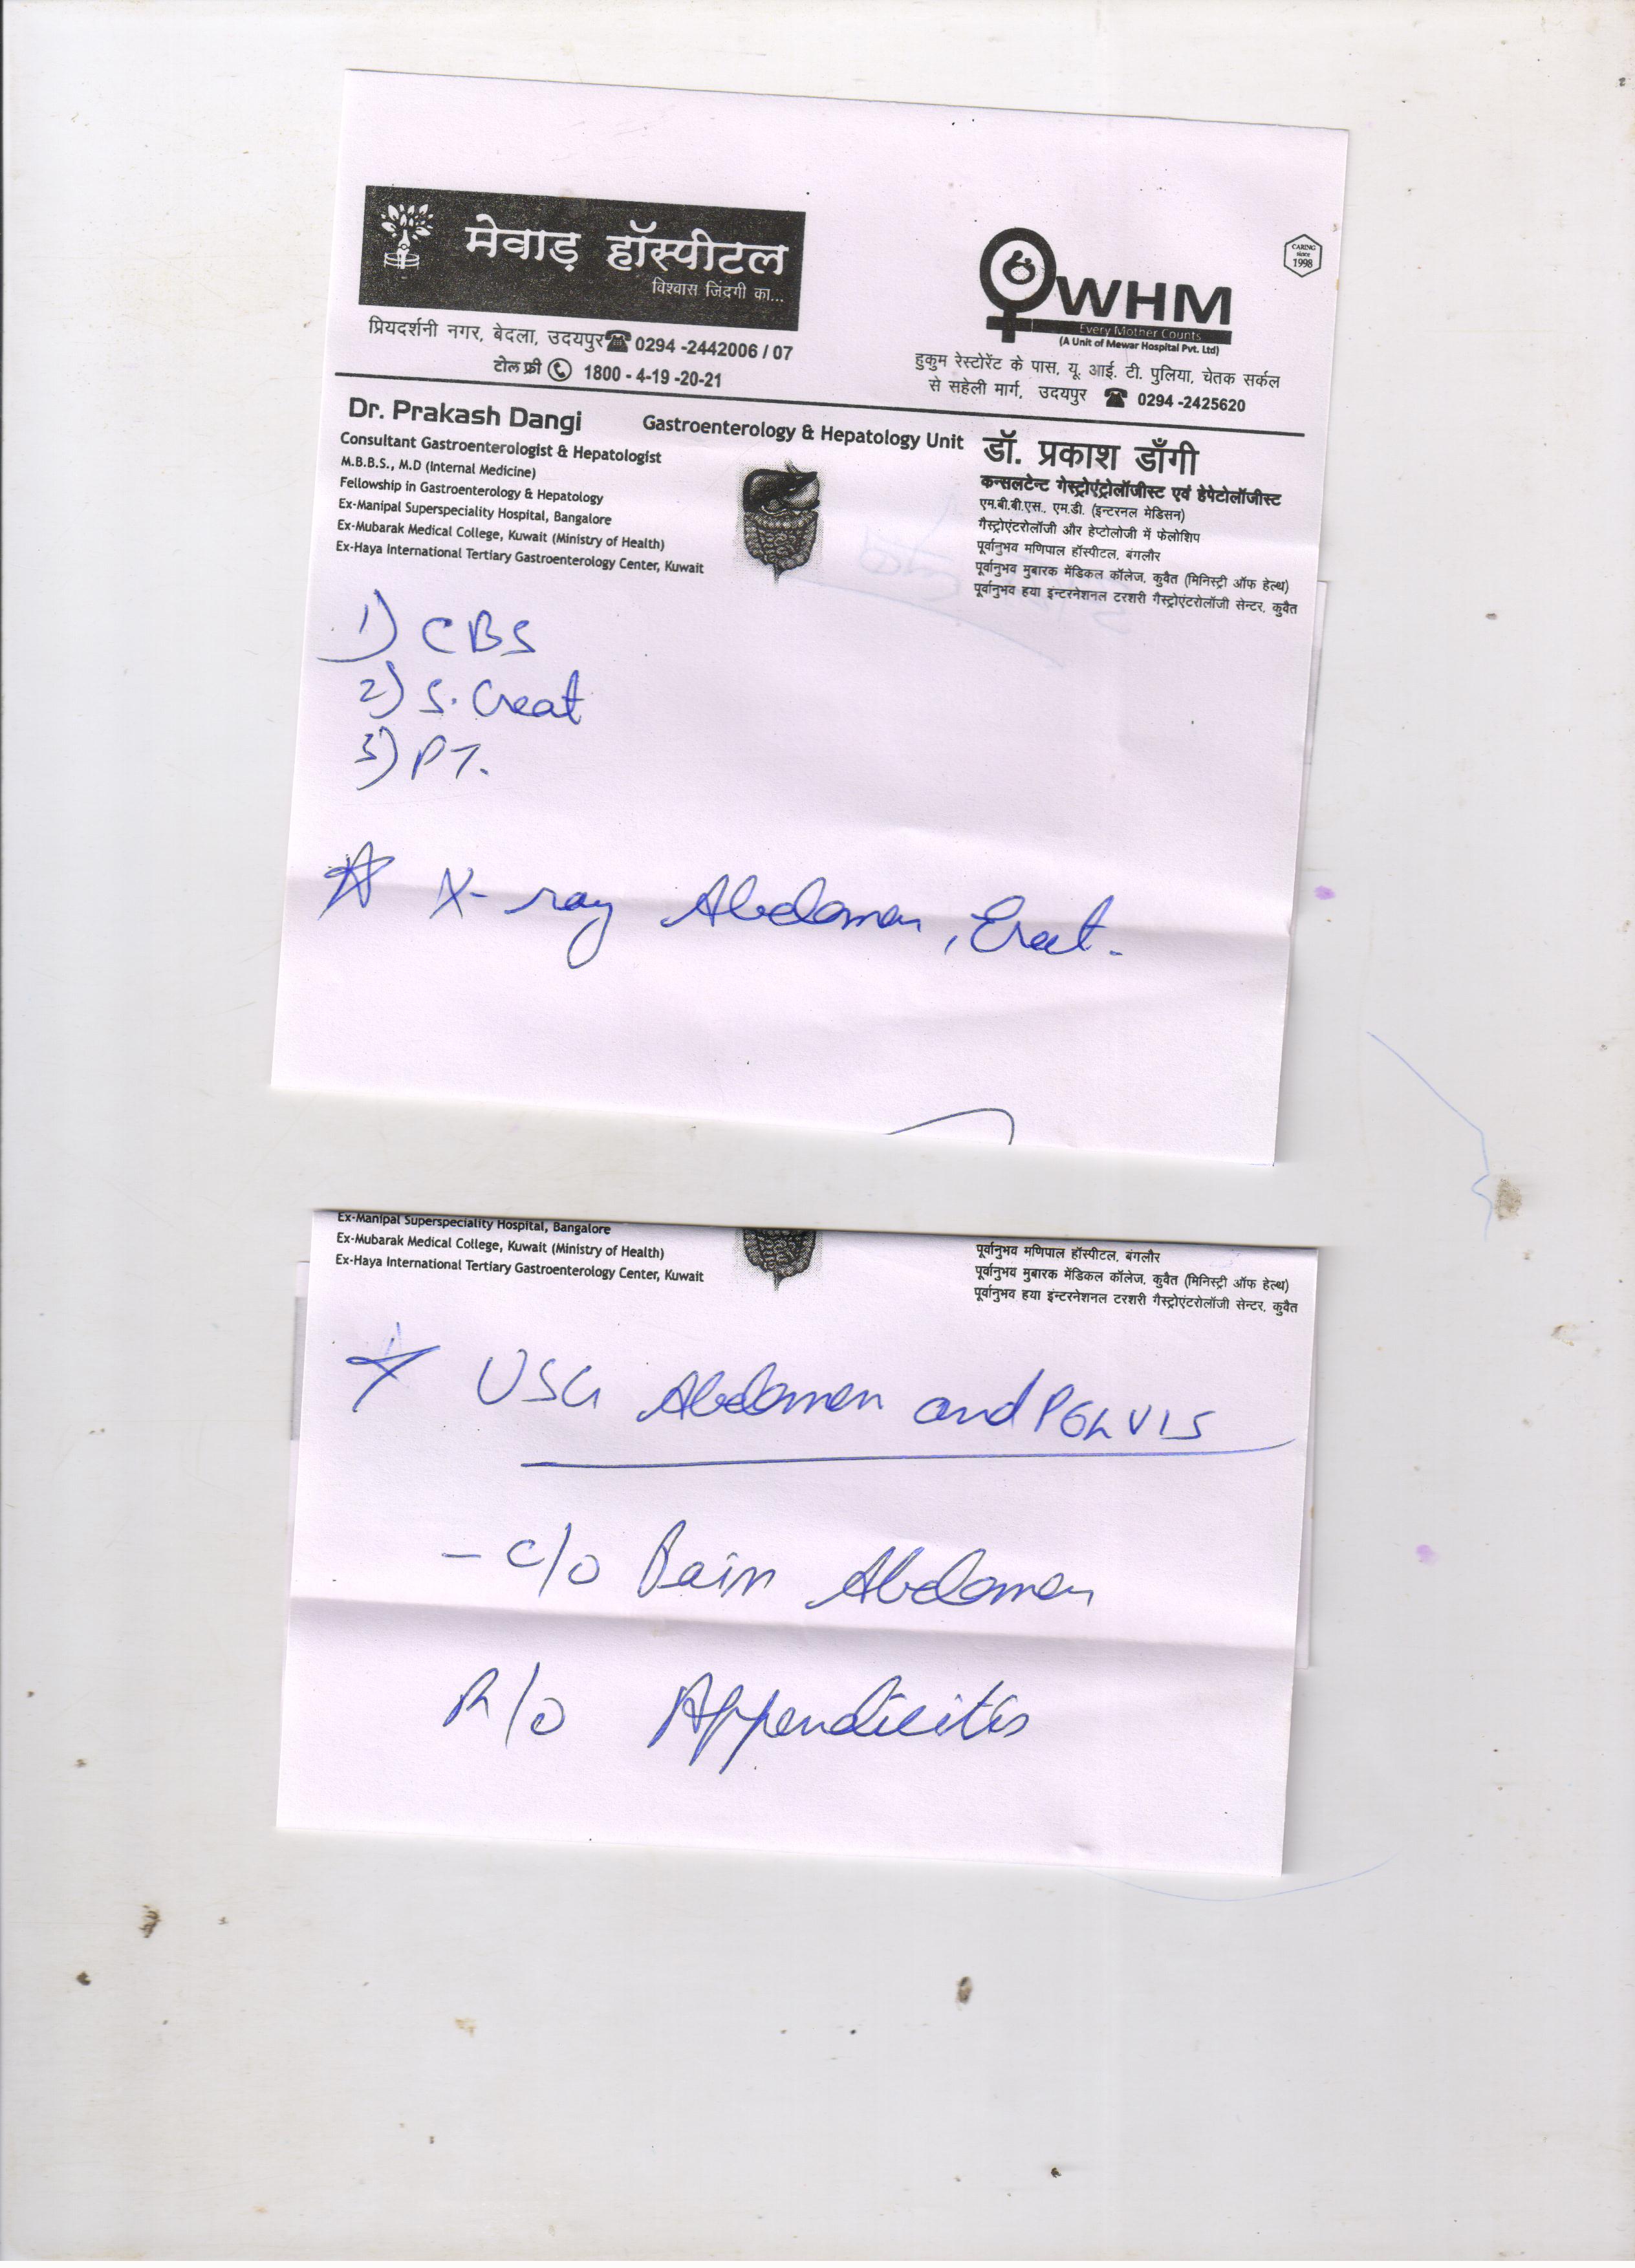 मेवाड़ हॉस्पीटल
विश्वास जिदगी का...
प्रियदर्शनी नगर, बेदला, उदयपुर ☎ 0294 -2442006 / 07
टोल फ्री 1800 - 4-19 -20-21
CARING
since
1998
WHM
Every Mother Counts
(A Unit of Mewar Hospital Pvt. Ltd)
हुकुम रेस्टोरेंट के पास, यू. आई. टी. पुलिया, चेतक सर्कल
से सहेली मार्ग, उदयपुर ☎ 0294 -2425620
Dr. Prakash Dangi
Consultant Gastroenterologist & Hepatologist
M.B.B.S., M.D (Internal Medicine)
Fellowship in Gastroenterology & Hepatology
Ex-Manipal Superspeciality Hospital, Bangalore
Ex-Mubarak Medical College, Kuwait (Ministry of Health)
Ex-Haya International Tertiary Gastroenterology Center, Kuwait
Gastroenterology & Hepatology Unit
डॉ. प्रकाश डाँगी
कन्सलटेन्ट गेस्ट्रोएंट्रोलॉजीस्ट एवं हेपेटोलॉजीस्ट
एम.बी.बी.एस., एम.डी. (इन्टरनल मेडिसन)
गैस्ट्रोएंटरोलॉजी और हेप्टोलोजी में फेलोशिप
पूर्वानुभव मणिपाल हॉस्पीटल, बंगलौर
पूर्वानुभव मुबारक मेंडिकल कॉलेज, कुवैत (मिनिस्ट्री ऑफ हेल्थ)
पूर्वानुभव हया इन्टरनेशनल टरशरी गैस्ट्रोएंटरोलॉजी सेन्टर, कुवैत
1) CBS
2) S. Creat
3) PT.
X-ray Abdomen, Erect.
Ex-Manipal Superspeciality Hospital, Bangalore
Ex-Mubarak Medical College, Kuwait (Ministry of Health)
Ex-Haya International Tertiary Gastroenterology Center, Kuwait
पूर्वानुभव मणिपाल हॉस्पीटल, बंगलौर
पूर्वानुभव मुबारक मेंडिकल कॉलेज, कुवैत (मिनिस्ट्री ऑफ हेल्थ)
पूर्वानुभव हया इन्टरनेशनल टरशरी गैस्ट्रोएंटरोलॉजी सेन्टर, कुवैत
USG Abdomen and PELVIS
- c/o Pain Abdomen
R/o Appendicitis